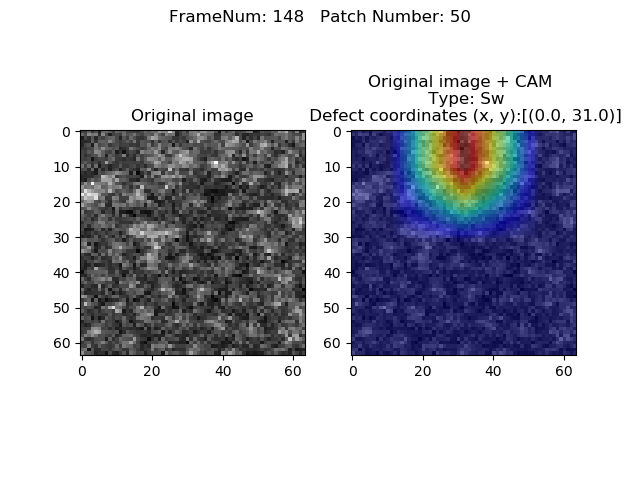 FrameNum: 148   Patch Number: 50
Original image
0
10
20
30
40
50
60
0 20 40 60
Original image + CAM
Type: Sw
Defect coordinates (x, y):[(0.0, 31.0)]
0
10
20
30
40
50
60
0 20 40 60